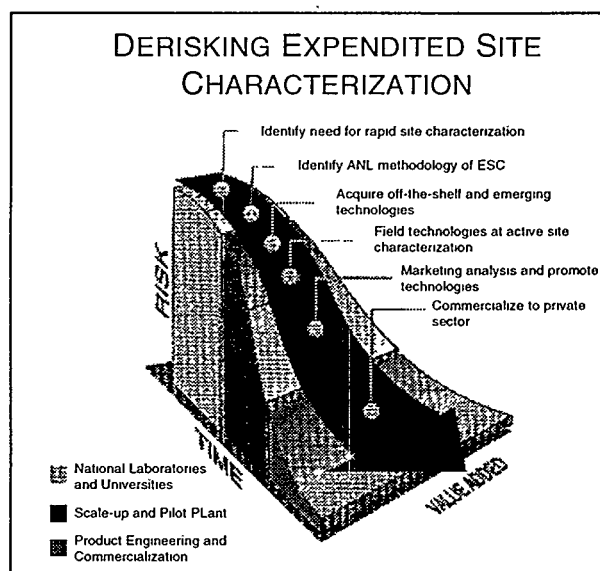 DERISKING EXPENDITED SITE
CHARACTERIZATION
Identify need for rapid site characterization
Identify ANL methodology of ESC
Acquire off-the-shelf and emerging
technologies
Field technologies at active site
characterization
Marketing analysis and promote
technologies
Commercialize to private
sector
RISK
TIME
VALUE ADDED
National Laboratories
and Universities
Scale-up and Pilot PLant
Product Engineering and
Commercialization